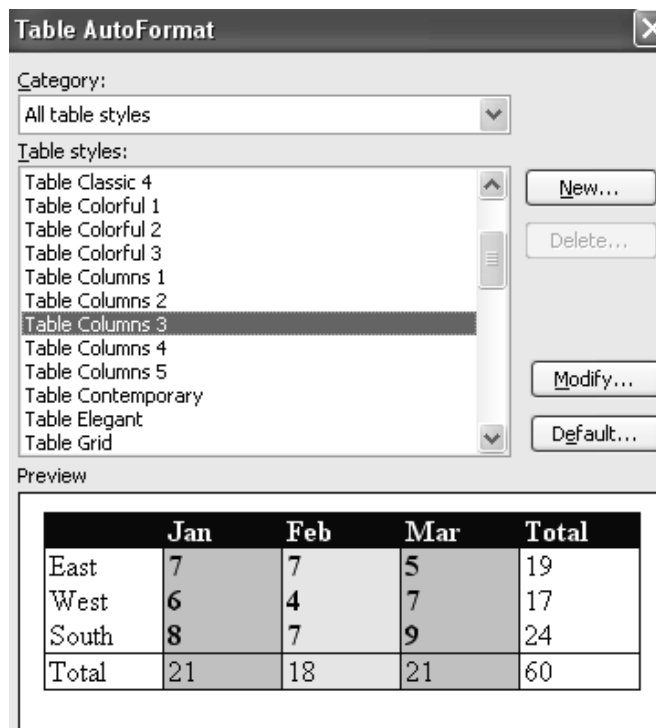 Table AutoFormat
Category:
All table styles
Table styles:
Table Classic 4
Table Colorful 1
Table Colorful 2
Table Colorful 3
Table Columns 1
Table Columns 2
Table Columns 3
Table Columns 4
Table Columns 5
Table Contemporary
Table Elegant
Table Grid
New...
Delete...
Modify...
Default...
Preview
Jan Feb Mar Total
East 7 7 5 19
West 6 4 7 17
South 8 7 9 24
Total 21 18 21 60